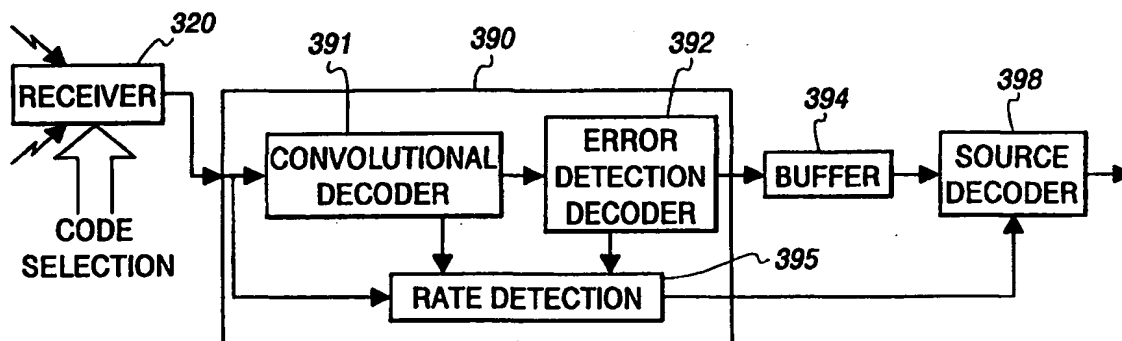 320
RECEIVER
CODE
SELECTION
390
391
CONVOLUTIONAL
DECODER
392
ERROR
DETECTION
DECODER
395
RATE DETECTION
394
BUFFER
398
SOURCE
DECODER